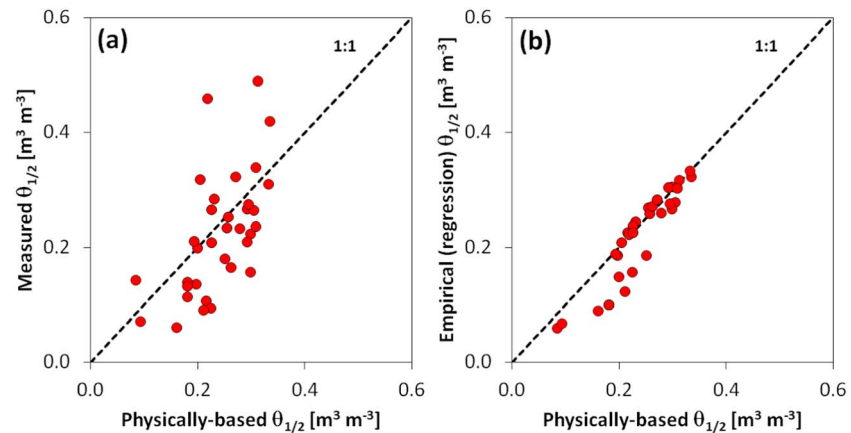 (a)
1:1
0.6
0.4
0.2
0.0
Measured θ1/2 [m³ m⁻³]
0.0 0.2 0.4 0.6
Physically-based θ1/2 [m³ m⁻³]
(b)
1:1
0.6
0.4
0.2
0.0
Empirical (regression) θ1/2 [m³ m⁻³]
0.0 0.2 0.4 0.6
Physically-based θ1/2 [m³ m⁻³]